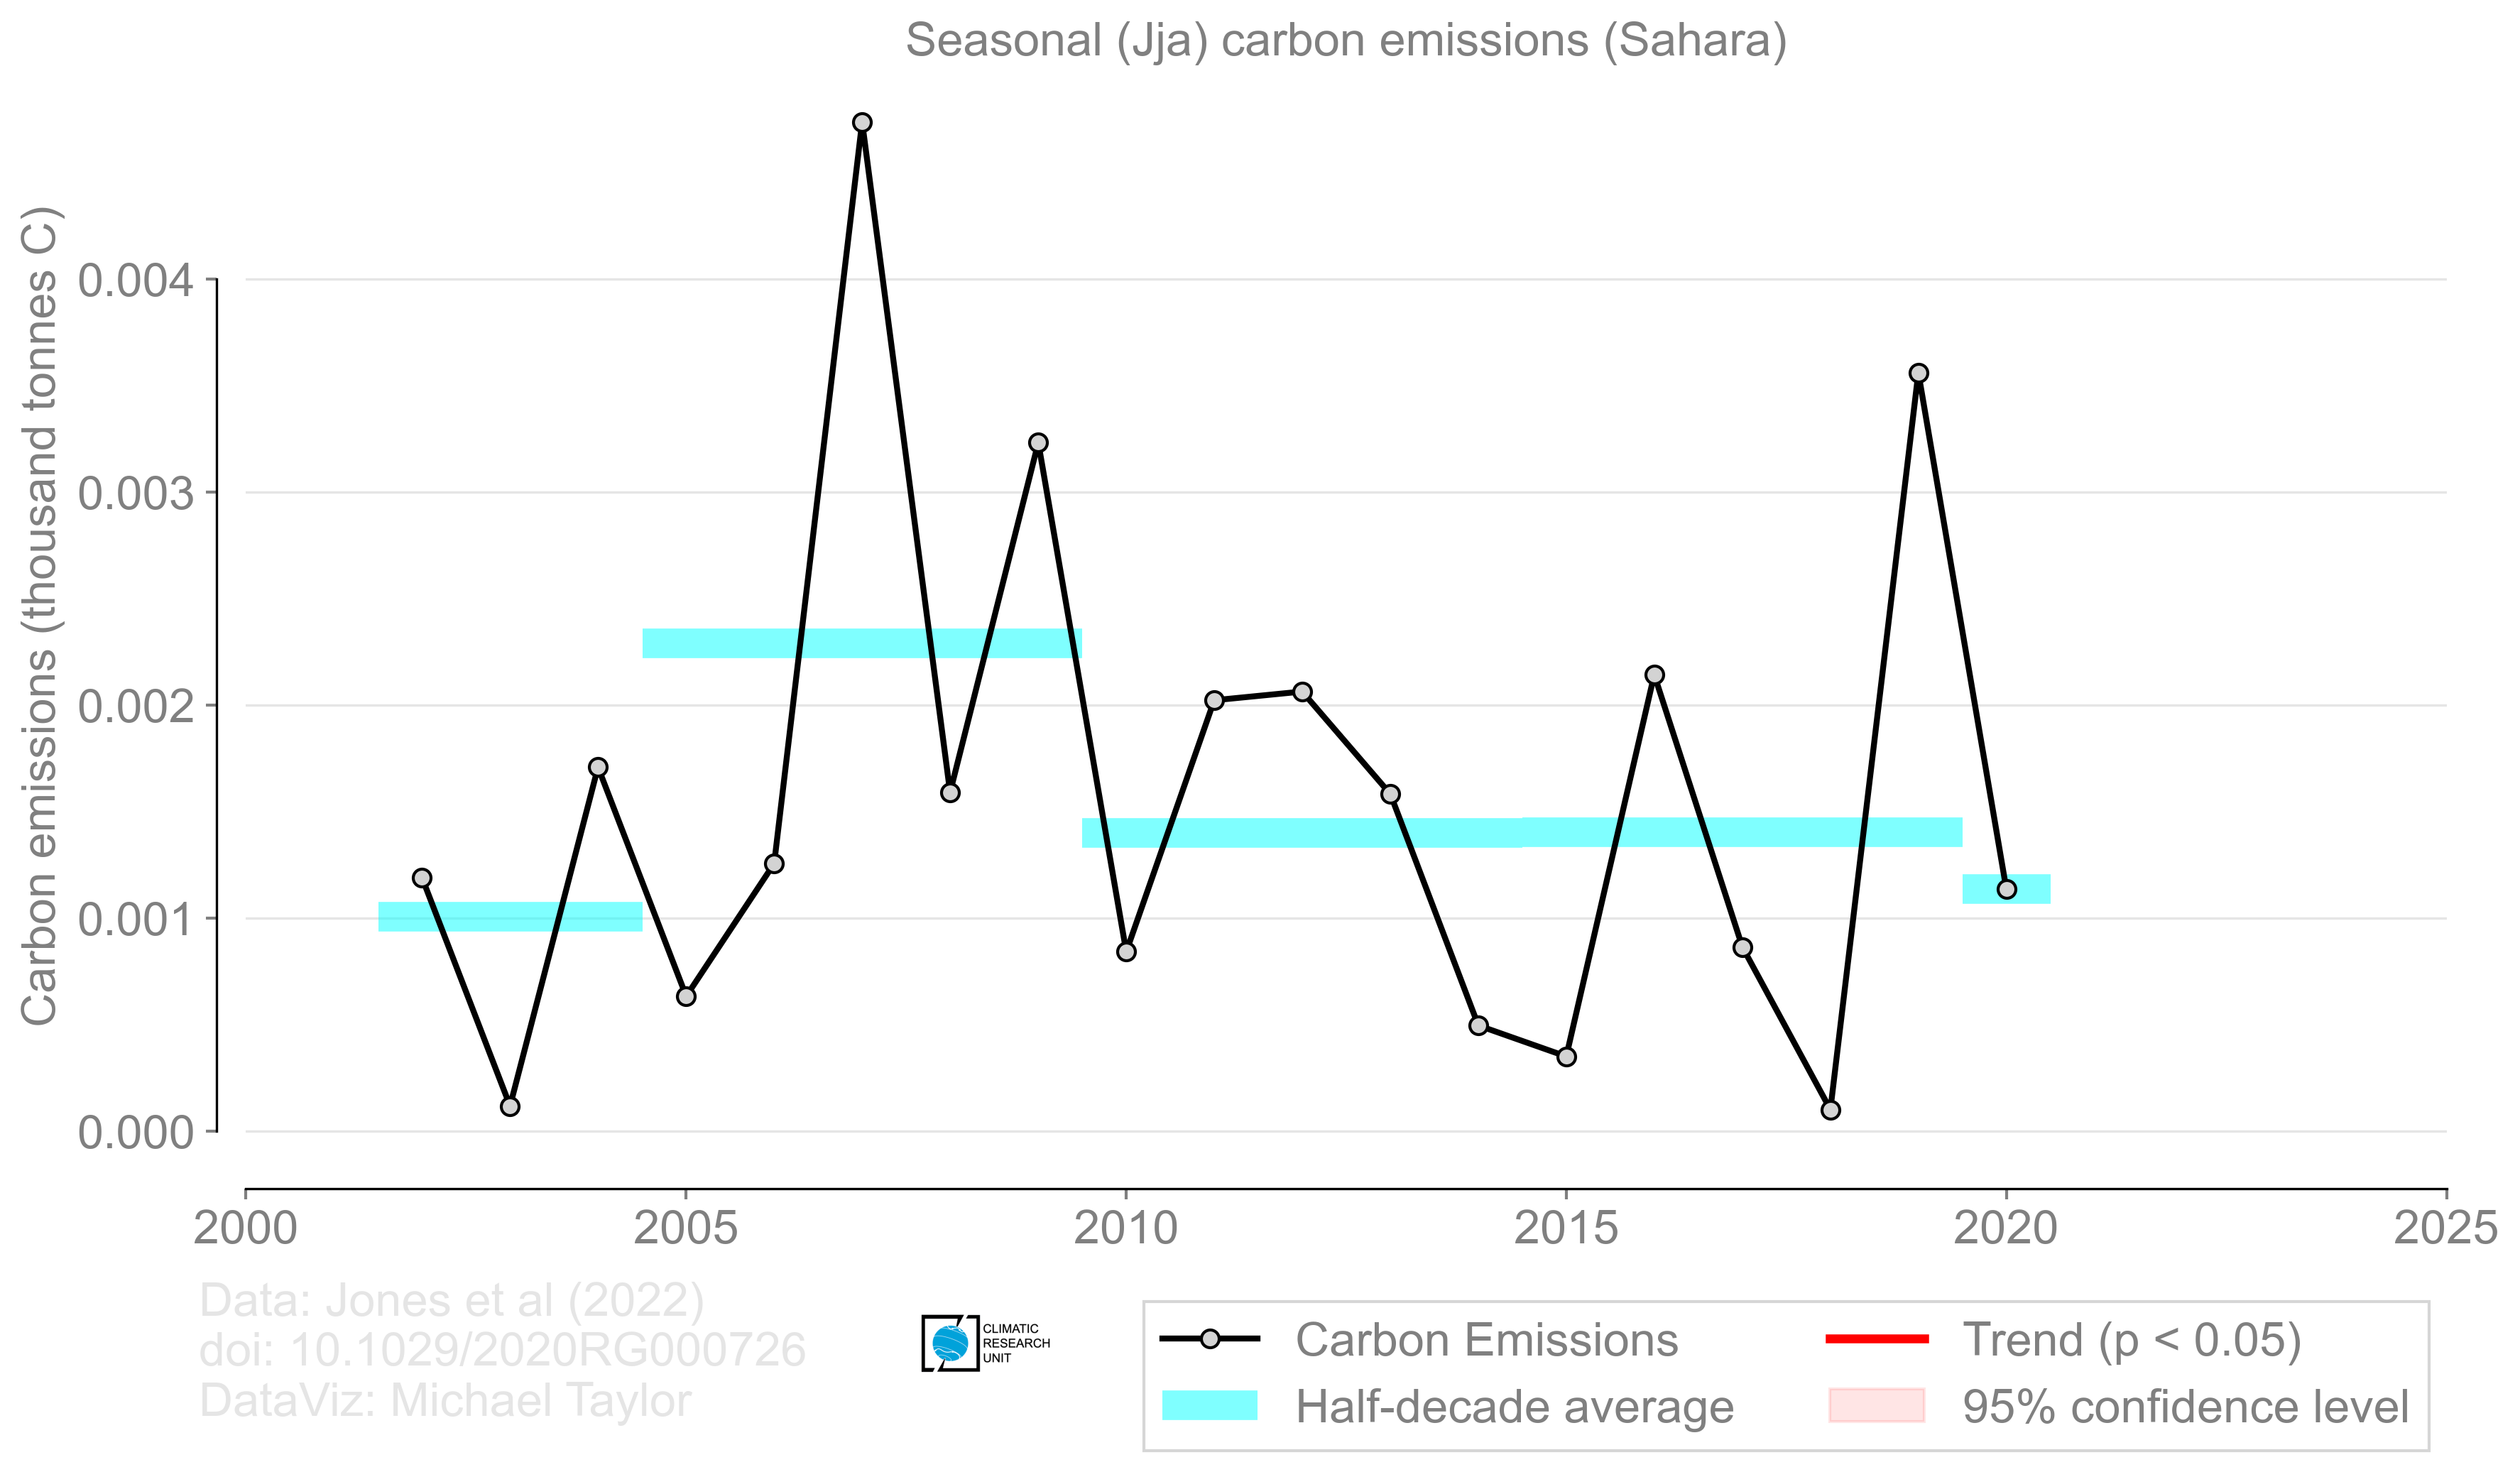 Seasonal (Jja) carbon emissions (Sahara)
Carbon emissions (thousand tonnes C)
0.004
0.003
0.002
0.001
0.000
2000 2005 2010 2015 2020 2025
Data: Jones et al (2022)
doi: 10.1029/2020RG000726
DataViz: Michael Taylor
CLIMATIC
RESEARCH
UNIT
Carbon Emissions
Half-decade average
Trend (p < 0.05)
95% confidence level